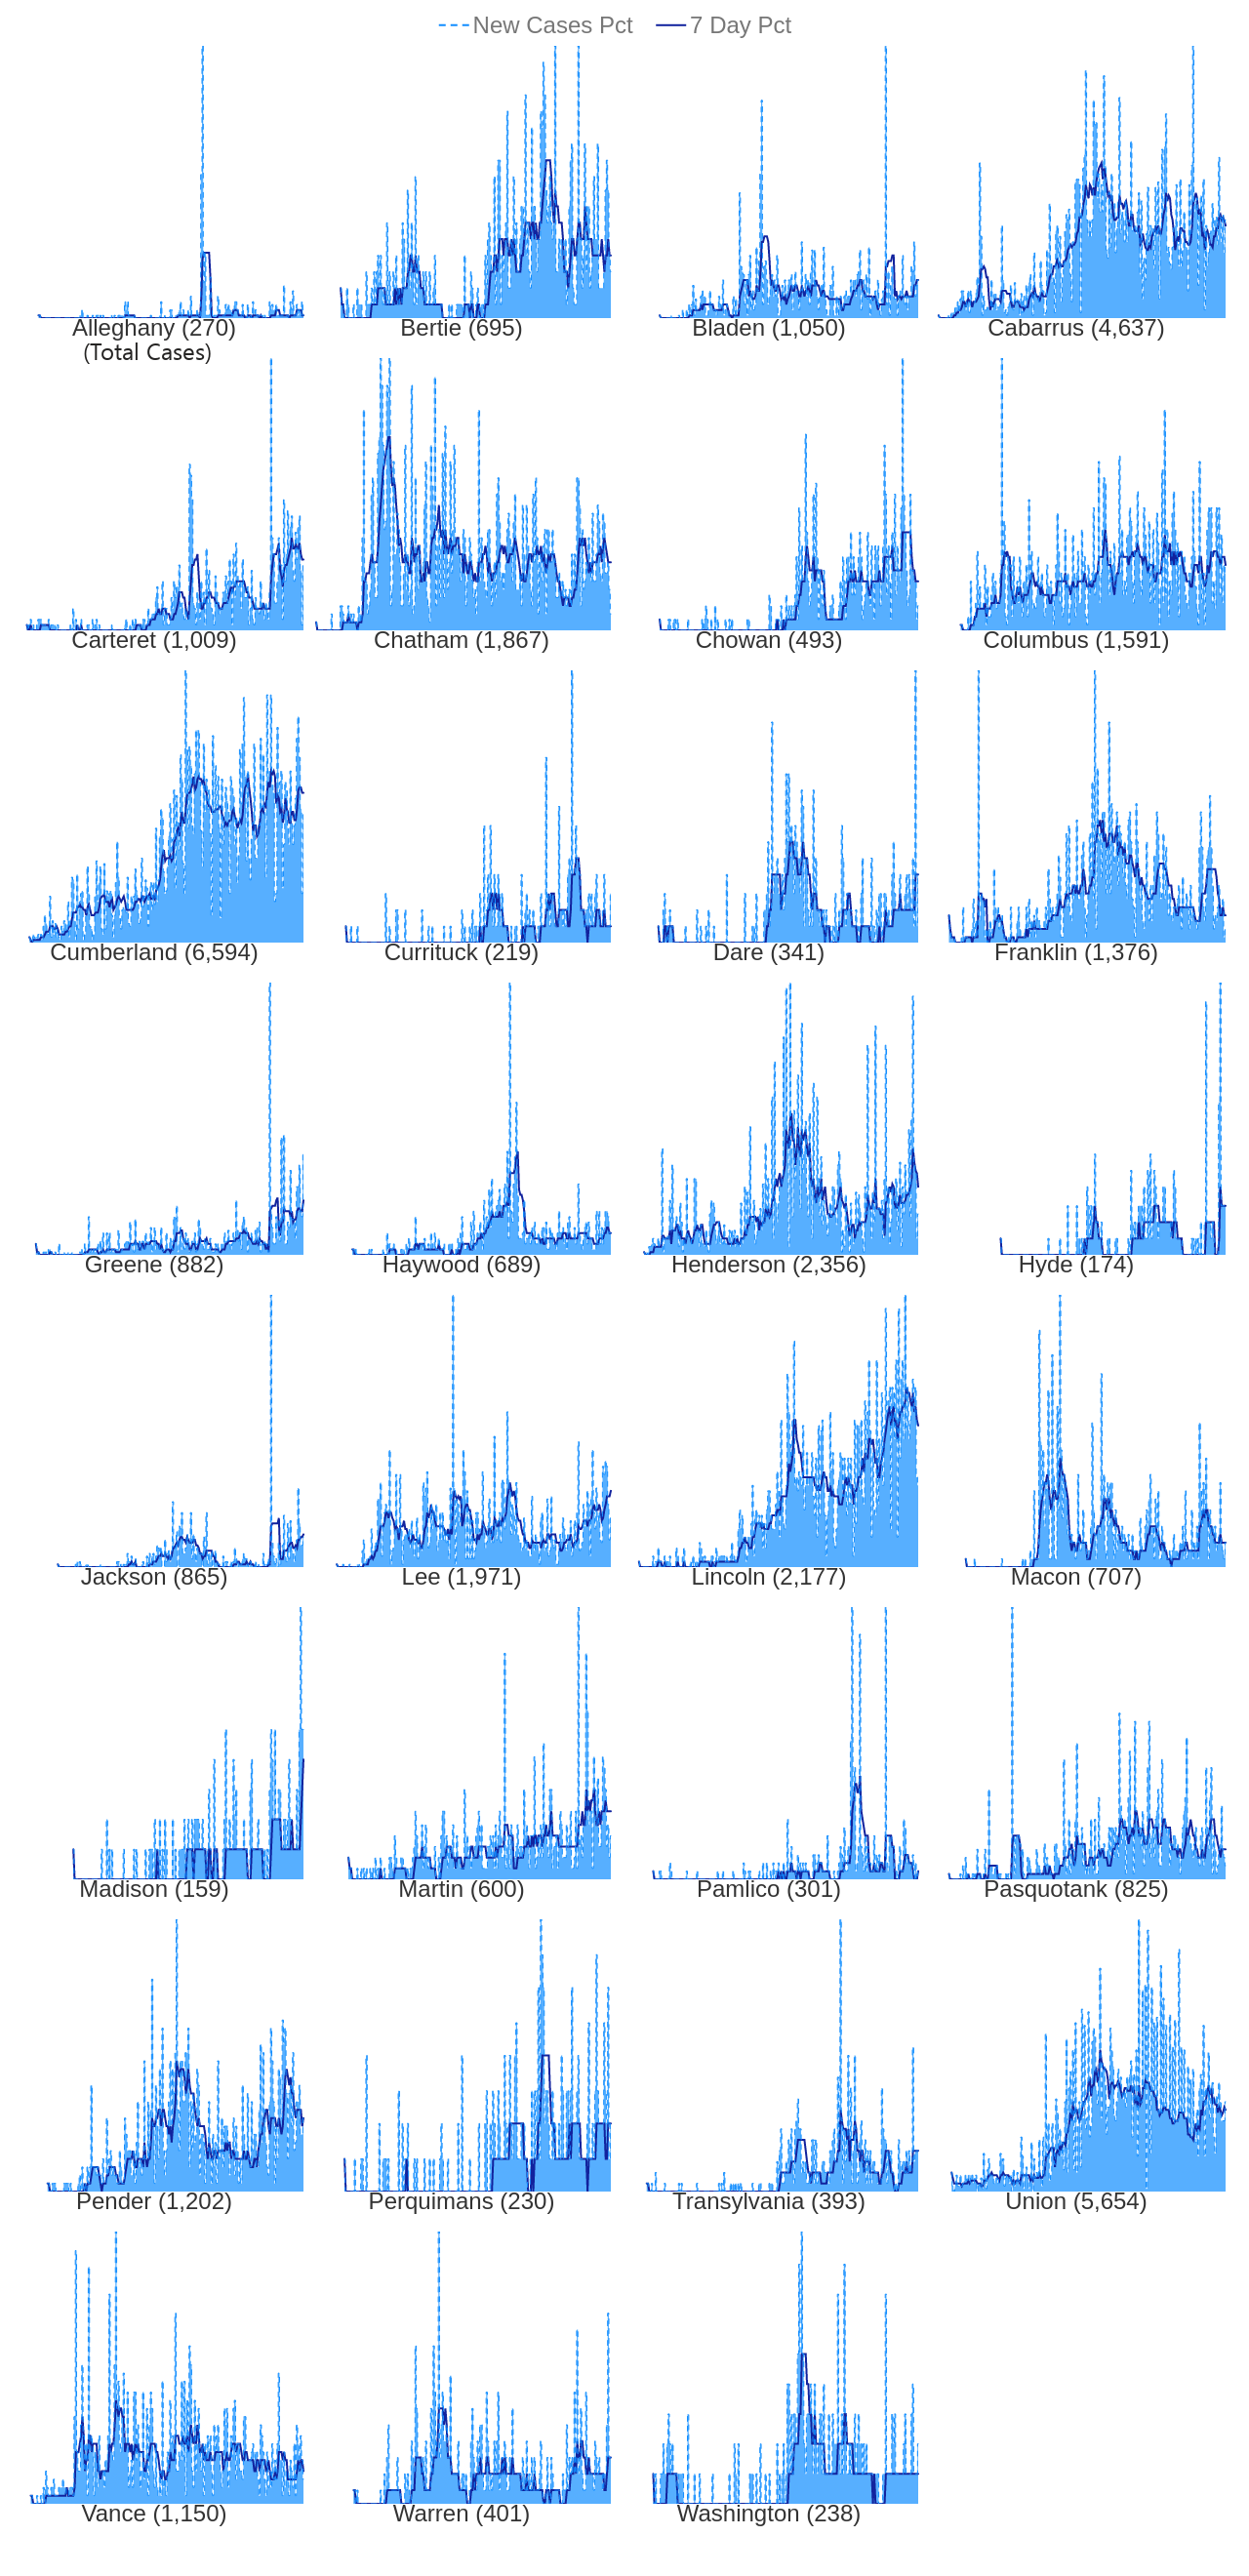 New Cases Pct 7 Day Pct
Alleghany (270) Bertie (695) Bladen (1,050) Cabarrus (4,637)
(Total Cases)
Carteret (1,009) Chatham (1,867) Chowan (493) Columbus (1,591)
Cumberland (6,594) Currituck (219) Dare (341) Franklin (1,376)
Greene (882) Haywood (689) Henderson (2,356) Hyde (174)
Jackson (865) Lee (1,971) Lincoln (2,177) Macon (707)
Madison (159) Martin (600) Pamlico (301) Pasquotank (825)
Pender (1,202) Perquimans (230) Transylvania (393) Union (5,654)
Vance (1,150) Warren (401) Washington (238)